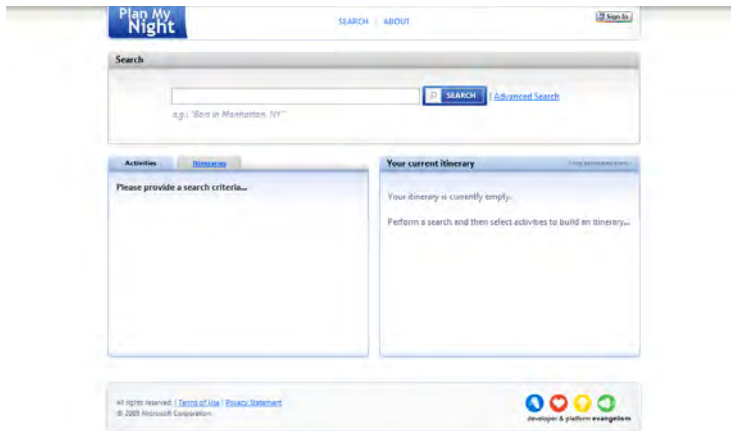 Plan My
Night
SEARCH | ABOUT
Sign In
Search
SEARCH | Advanced Search
e.g.: "Bars in Manhattan, NY"
Activities
Itineraries
Your current itinerary
Please provide a search criteria...
Your itinerary is currently empty.
Perform a search and then select activities to build an itinerary...
All rights reserved. | Terms of Use | Privacy Statement
© 2009 Microsoft Corporation.
developer & platform evangelism